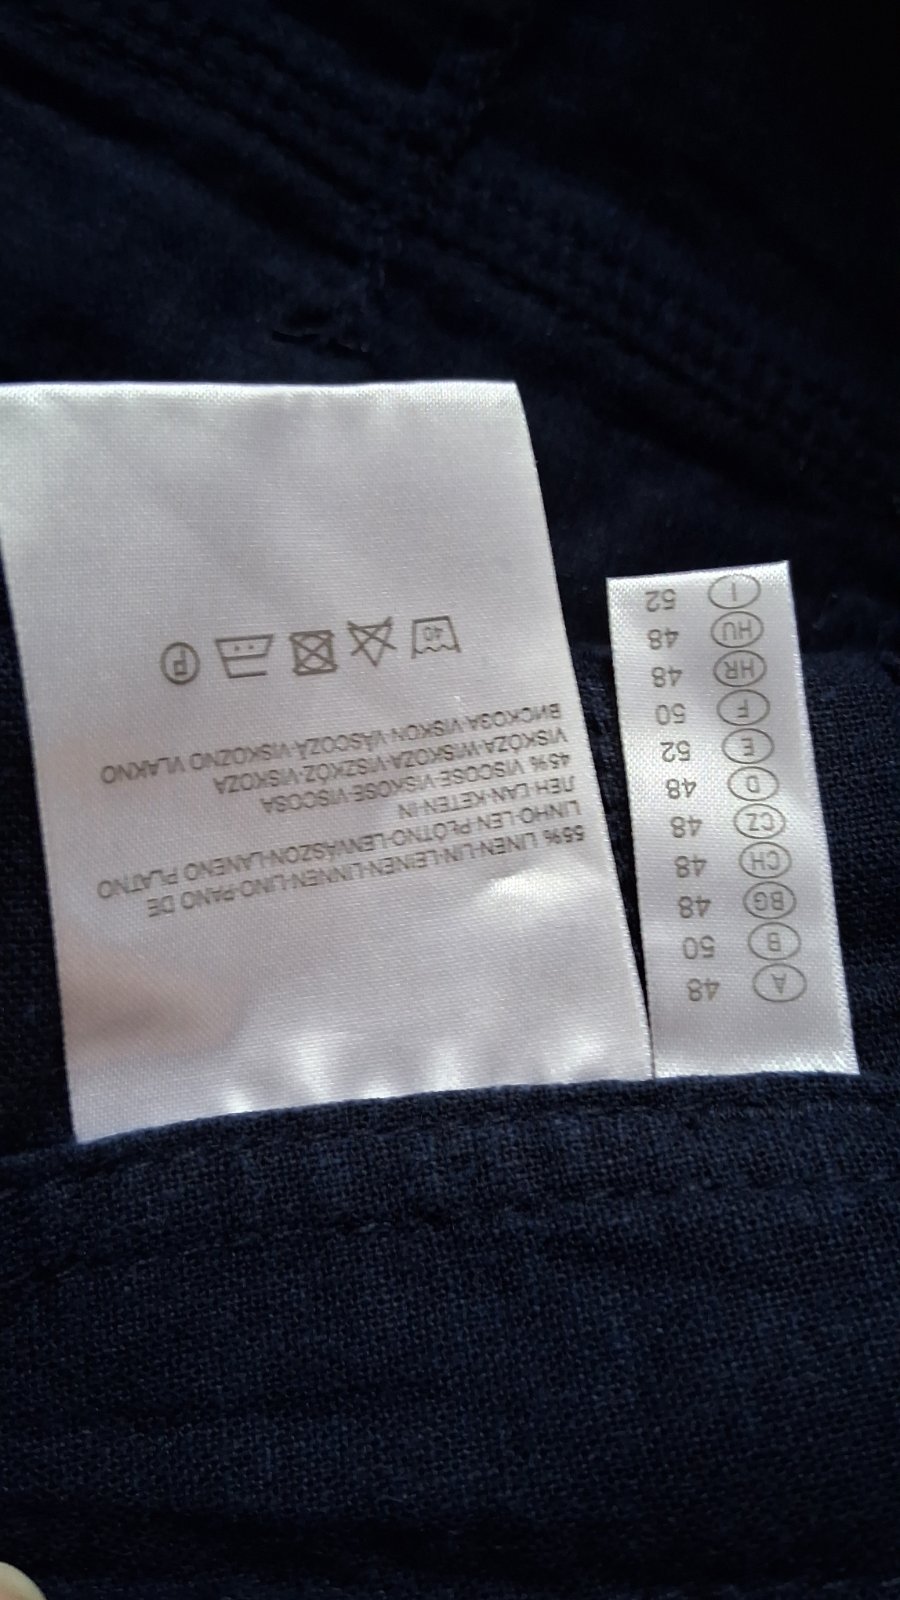 A 48
B 50
BG 48
CH 48
CZ 48
D 48
E 52
F 50
HR 48
HU 48
I 52
55% LINEN-LIN-LEINEN-LINNEN-LINO-PANO DE
LINHO-LEN-PLÓTNO-LENVÁSZON-LANENO PLATNO
ЛЕН-LAN-KETEN-IN
45% VISCOSE-VISKOSE-VISCOSA
VISKÓZA-WISKOZA-VISZKÓZ-VISKOZA
ВИСКОЗА-VISKON-VÂSCOZĂ-VISKOZNO VLAKNO
40 P